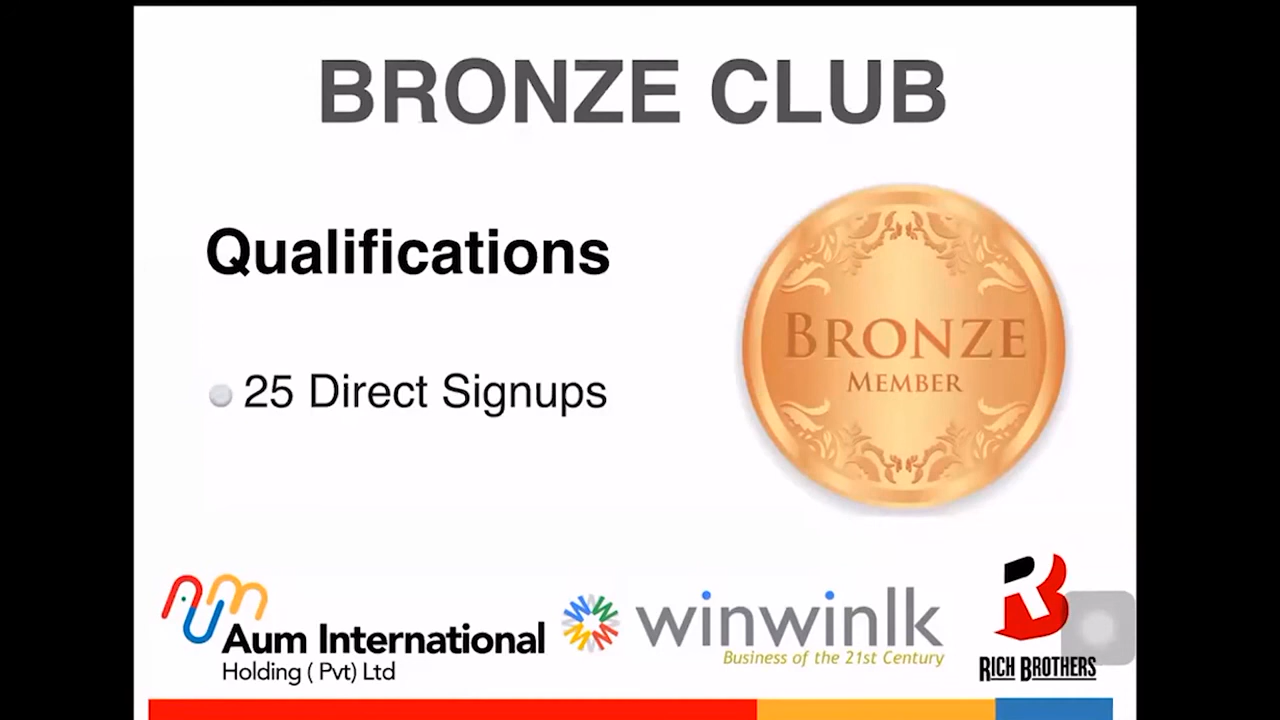 BRONZE CLUB
Qualifications
25 Direct Signups
BRONZE
MEMBER
Aum International
Holding ( Pvt) Ltd
winwinlk
Business of the 21st Century
RICH BROTHERS